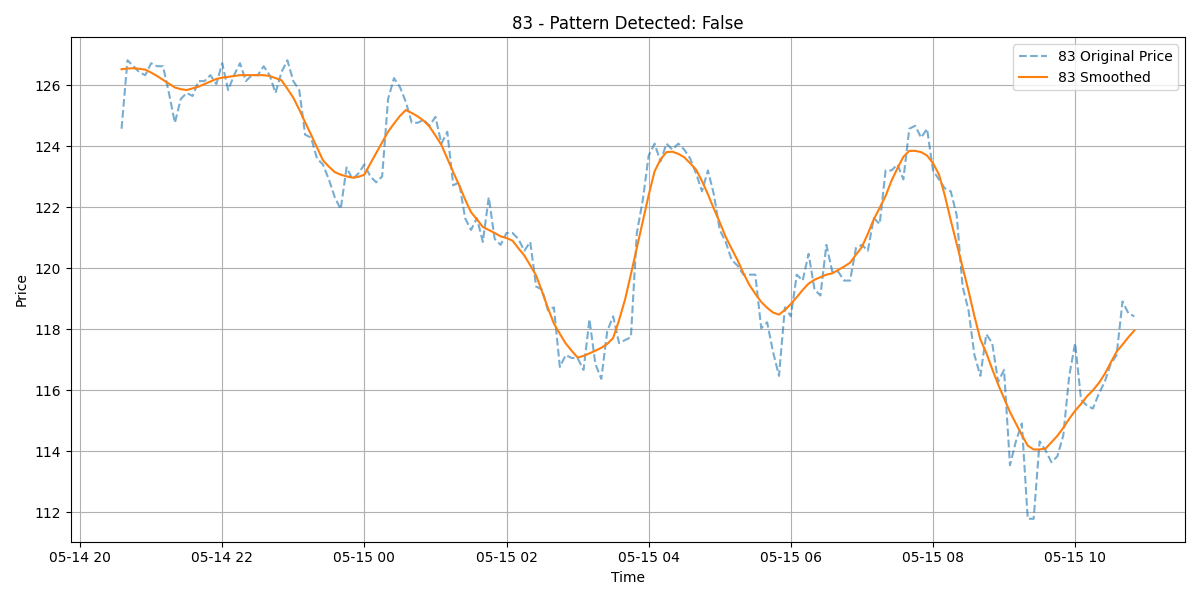 83 - Pattern Detected: False
83 Original Price
83 Smoothed
126
124
122
120
118
116
114
112
Price
05-14 20 05-14 22 05-15 00 05-15 02 05-15 04 05-15 06 05-15 08 05-15 10
Time